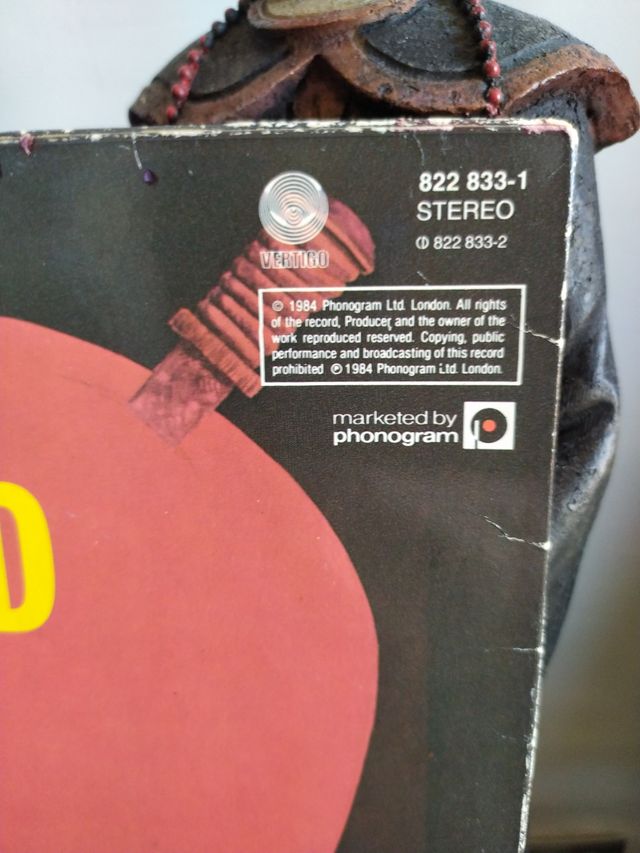 822 833-1
STEREO
VERTIGO
822 833-2
© 1984 Phonogram Ltd. London. All rights
of the record, Producer, and the owner of the
work reproduced reserved. Copying, public
performance and broadcasting of this record
prohibited ℗ 1984 Phonogram Ltd. London.
marketed by
phonogram
D